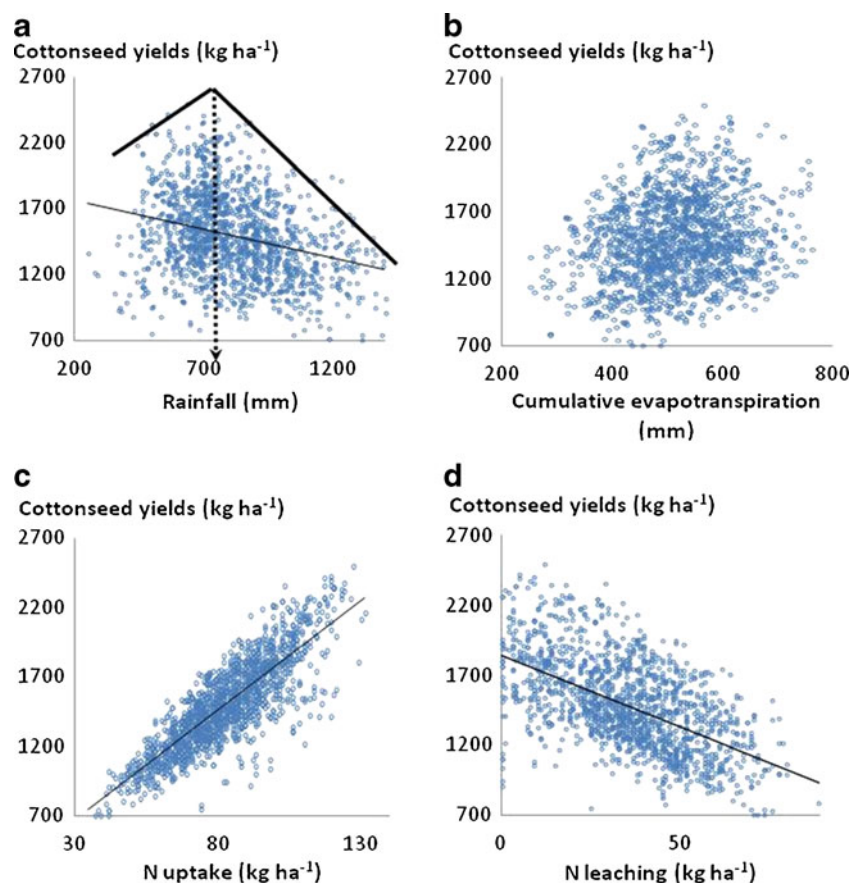 a
Cottonseed yields (kg ha⁻¹)
2700
2200
1700
1200
700
200 700 1200
Rainfall (mm)
b
Cottonseed yields (kg ha⁻¹)
2700
2200
1700
1200
700
200 400 600 800
Cumulative evapotranspiration
(mm)
c
Cottonseed yields (kg ha⁻¹)
2700
2200
1700
1200
700
30 80 130
N uptake (kg ha⁻¹)
d
Cottonseed yields (kg ha⁻¹)
2700
2200
1700
1200
700
0 50
N leaching (kg ha⁻¹)